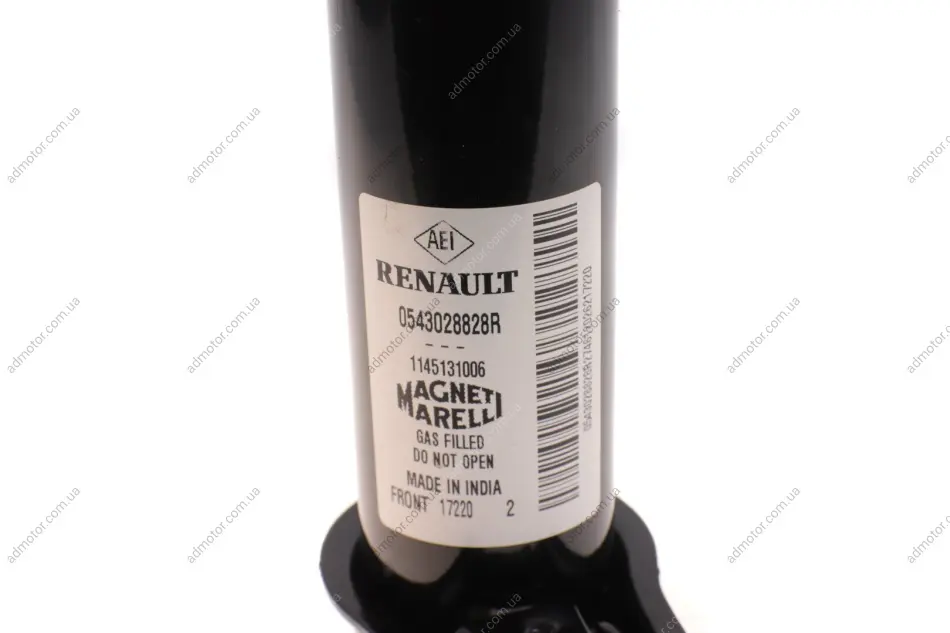 AEI
RENAULT
0543028828R
- - -
1145131006
MAGNETI
MARELLI
GAS FILLED
DO NOT OPEN
MADE IN INDIA
FRONT 17220 2
admotor.com.ua